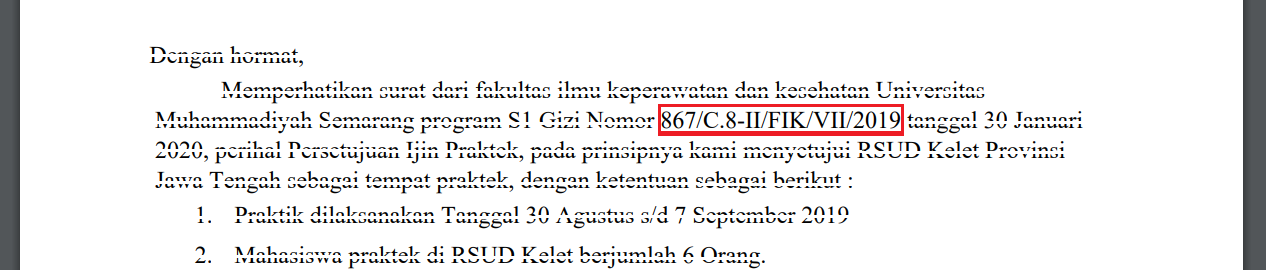 Dengan hormat,
Memperhatikan surat dari fakultas ilmu keperawatan dan kesehatan Universitas
Muhammadiyah Semarang program S1 Gizi Nomor 867/C.8-II/FIK/VII/2019 tanggal 30 Januari
2020, perihal Persetujuan Ijin Praktek, pada prinsipnya kami menyetujui RSUD Kelet Provinsi
Jawa Tengah sebagai tempat praktek, dengan ketentuan sebagai berikut :
1. Praktik dilaksanakan Tanggal 30 Agustus s/d 7 September 2019
2. Mahasiswa praktek di RSUD Kelet berjumlah 6 Orang.